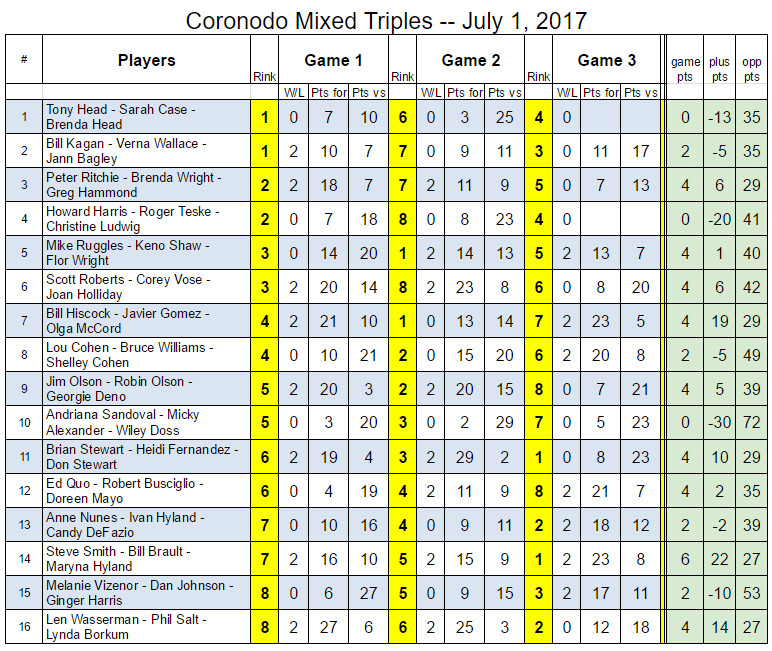 Coronodo Mixed Triples -- July 1, 2017
# Players Rink Game 1 Rink Game 2 Rink Game 3 game pts plus pts opp pts
W/L Pts for Pts vs W/L Pts for Pts vs W/L Pts for Pts vs
1 Tony Head - Sarah Case - Brenda Head 1 0 7 10 6 0 3 25 4 0 0 -13 35
2 Bill Kagan - Verna Wallace - Jann Bagley 1 2 10 7 7 0 9 11 3 0 11 17 2 -5 35
3 Peter Ritchie - Brenda Wright - Greg Hammond 2 2 18 7 7 2 11 9 5 0 7 13 4 6 29
4 Howard Harris - Roger Teske - Christine Ludwig 2 0 7 18 8 0 8 23 4 0 0 -20 41
5 Mike Ruggles - Keno Shaw - Flor Wright 3 0 14 20 1 2 14 13 5 2 13 7 4 1 40
6 Scott Roberts - Corey Vose - Joan Holliday 3 2 20 14 8 2 23 8 6 0 8 20 4 6 42
7 Bill Hiscock - Javier Gomez - Olga McCord 4 2 21 10 1 0 13 14 7 2 23 5 4 19 29
8 Lou Cohen - Bruce Williams - Shelley Cohen 4 0 10 21 2 0 15 20 6 2 20 8 2 -5 49
9 Jim Olson - Robin Olson - Georgie Deno 5 2 20 3 2 2 20 15 8 0 7 21 4 5 39
10 Andriana Sandoval - Micky Alexander - Wiley Doss 5 0 3 20 3 0 2 29 7 0 5 23 0 -30 72
11 Brian Stewart - Heidi Fernandez - Don Stewart 6 2 19 4 3 2 29 2 1 0 8 23 4 10 29
12 Ed Quo - Robert Busciglio - Doreen Mayo 6 0 4 19 4 2 11 9 8 2 21 7 4 2 35
13 Anne Nunes - Ivan Hyland - Candy DeFazio 7 0 10 16 4 0 9 11 2 2 18 12 2 -2 39
14 Steve Smith - Bill Brault - Maryna Hyland 7 2 16 10 5 2 15 9 1 2 23 8 6 22 27
15 Melanie Vizenor - Dan Johnson - Ginger Harris 8 0 6 27 5 0 9 15 3 2 17 11 2 -10 53
16 Len Wasserman - Phil Salt - Lynda Borkum 8 2 27 6 6 2 25 3 2 0 12 18 4 14 27